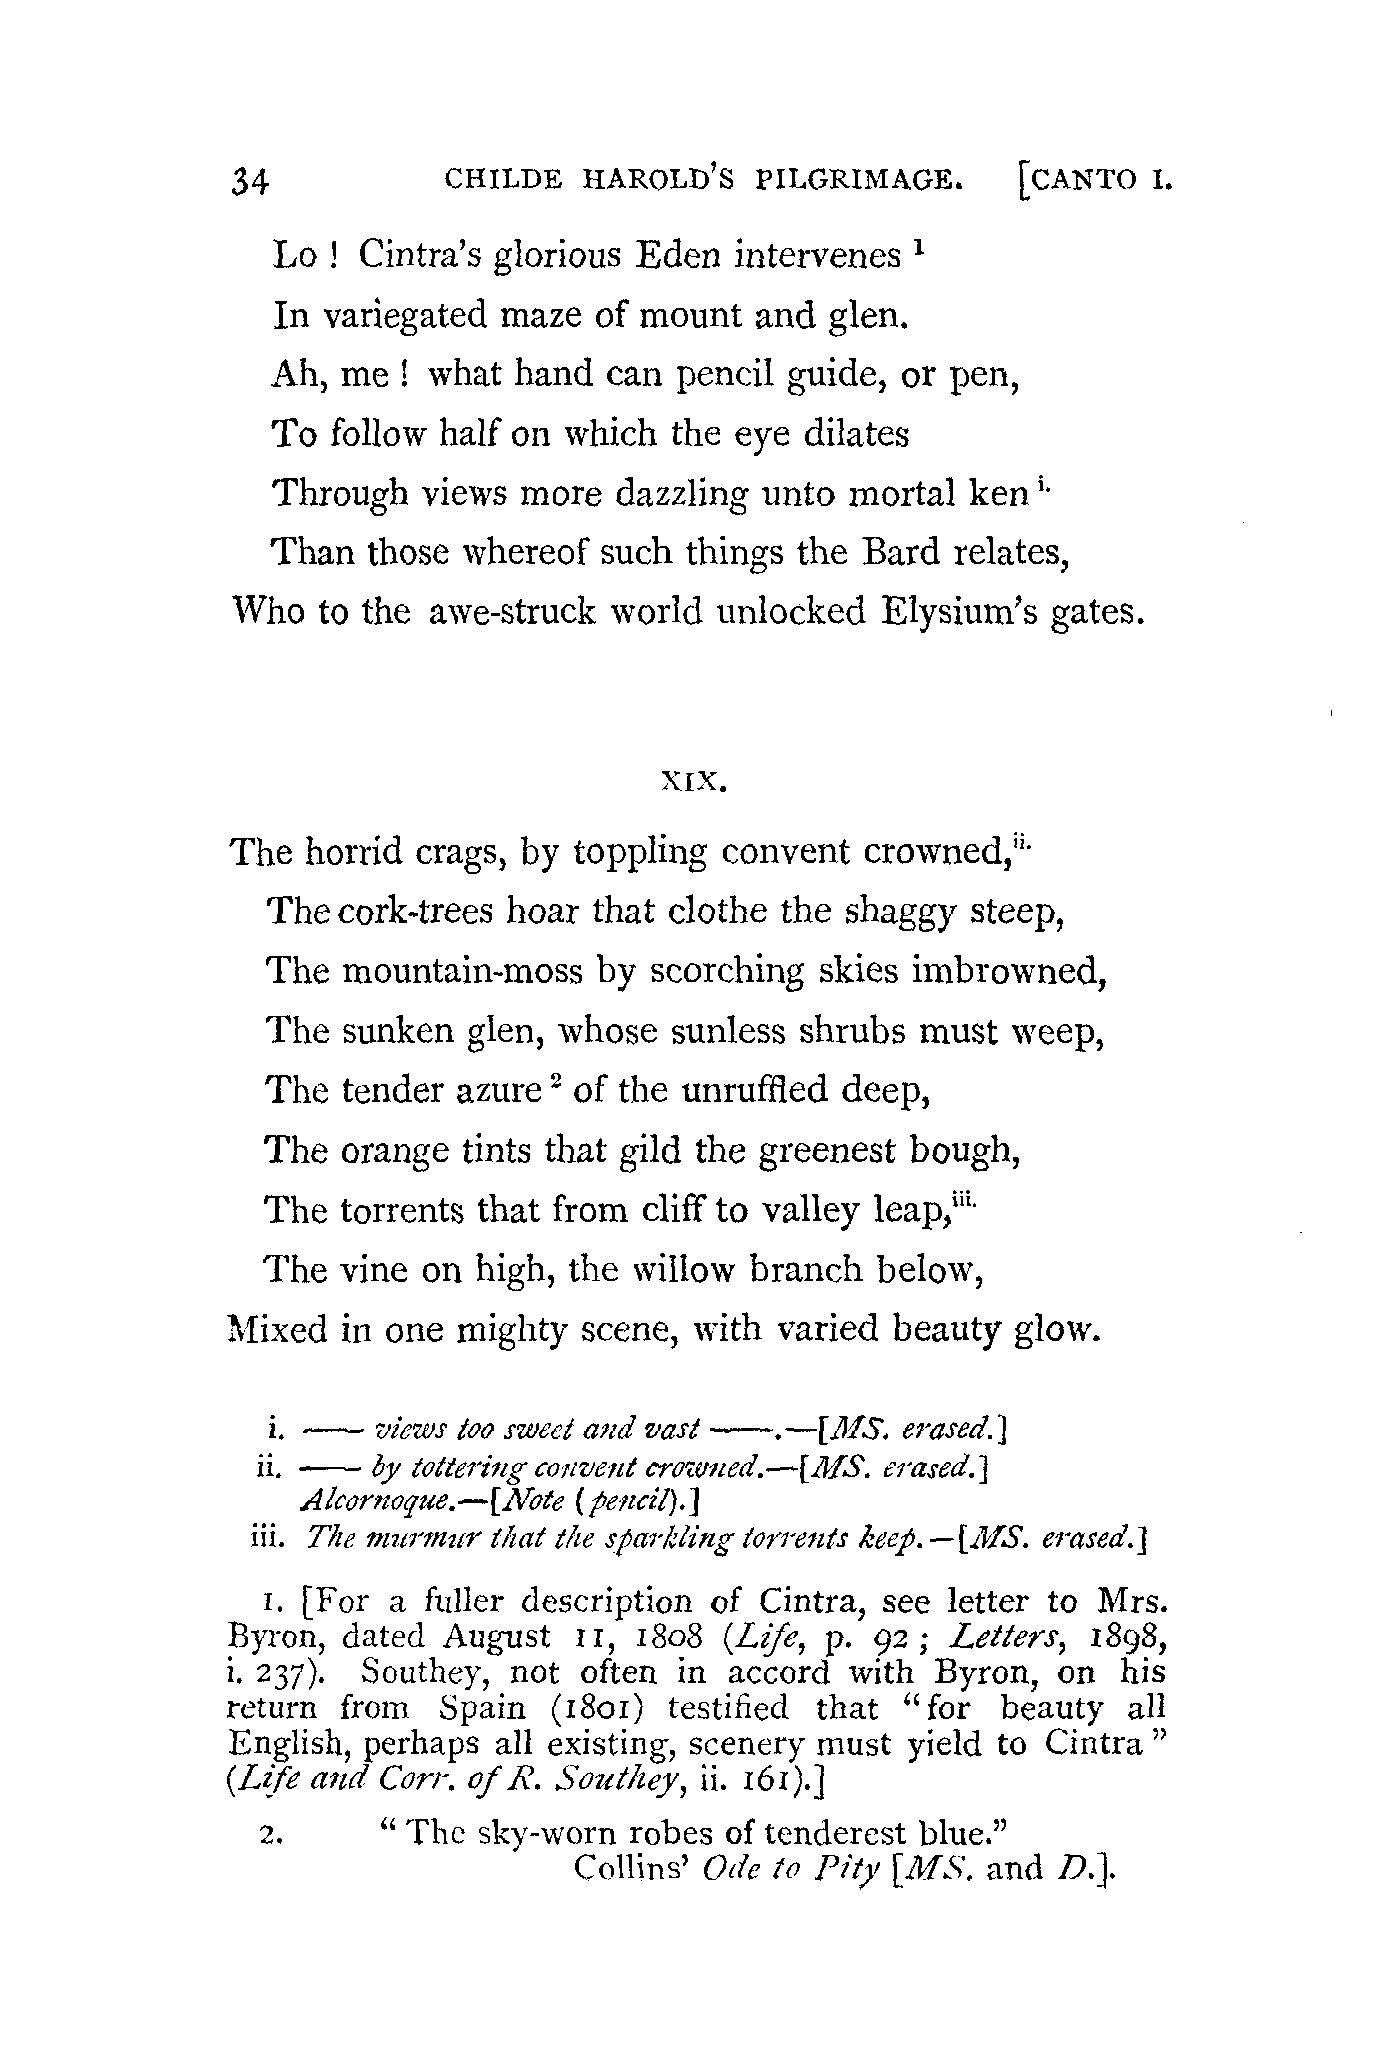 34 CHILDE HAROLD'S PILGRIMAGE. [CANTO I.
Lo ! Cintra's glorious Eden intervenes ¹
In variegated maze of mount and glen.
Ah, me ! what hand can pencil guide, or pen,
To follow half on which the eye dilates
Through views more dazzling unto mortal ken i.
Than those whereof such things the Bard relates,
Who to the awe-struck world unlocked Elysium's gates.
XIX.
The horrid crags, by toppling convent crowned,ii.
The cork-trees hoar that clothe the shaggy steep,
The mountain-moss by scorching skies imbrowned,
The sunken glen, whose sunless shrubs must weep,
The tender azure ² of the unruffled deep,
The orange tints that gild the greenest bough,
The torrents that from cliff to valley leap,iii.
The vine on high, the willow branch below,
Mixed in one mighty scene, with varied beauty glow.
i. —— views too sweet and vast ——.—[MS. erased.]
ii. —— by tottering convent crowned.—[MS. erased.]
Alcornoque.—[Note (pencil).]
iii. The murmur that the sparkling torrents keep.—[MS. erased.]
1. [For a fuller description of Cintra, see letter to Mrs.
Byron, dated August 11, 1808 (Life, p. 92 ; Letters, 1898,
i. 237). Southey, not often in accord with Byron, on his
return from Spain (1801) testified that "for beauty all
English, perhaps all existing, scenery must yield to Cintra"
(Life and Corr. of R. Southey, ii. 161).]
2. "The sky-worn robes of tenderest blue."
Collins' Ode to Pity [MS. and D.].